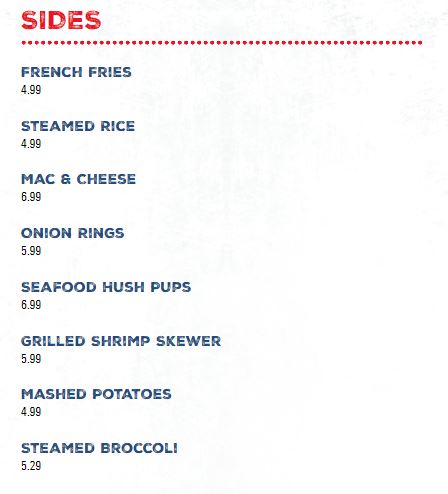 SIDES
FRENCH FRIES
4.99
STEAMED RICE
4.99
MAC & CHEESE
6.99
ONION RINGS
5.99
SEAFOOD HUSH PUPS
6.99
GRILLED SHRIMP SKEWER
5.99
MASHED POTATOES
4.99
STEAMED BROCCOLI
5.29